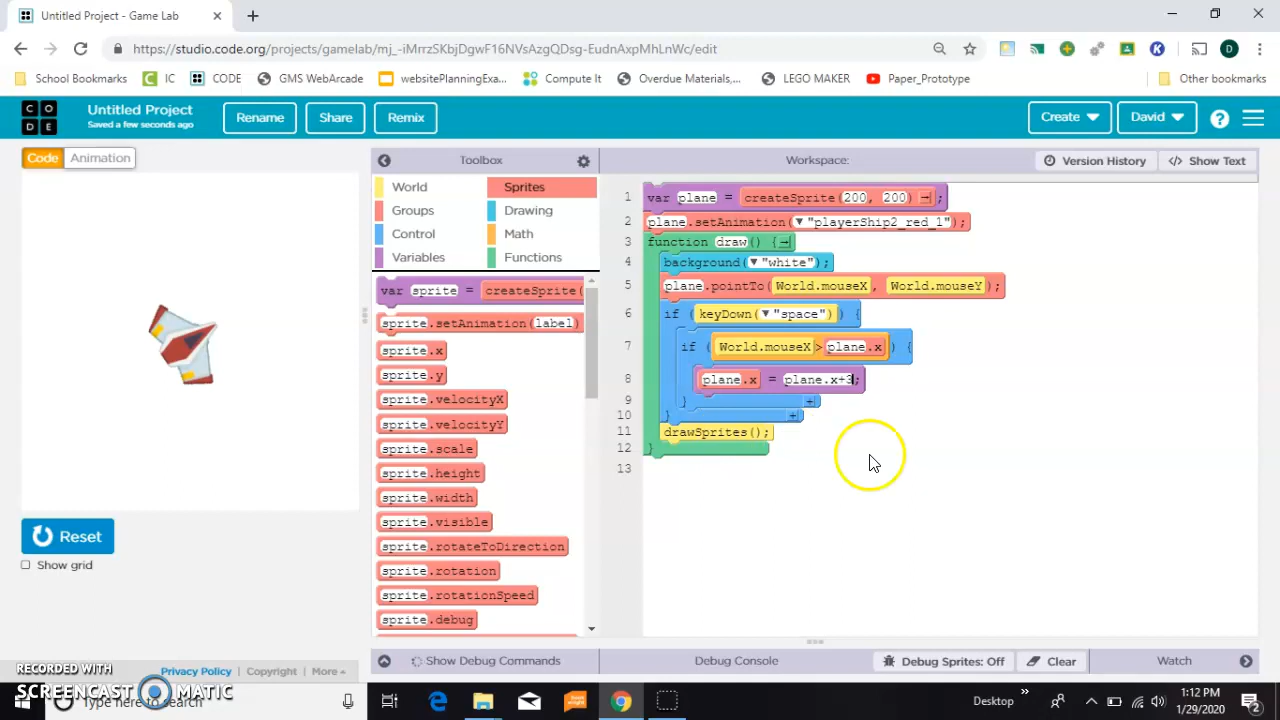 Untitled Project - Game Lab
https://studio.code.org/projects/gamelab/mj_-iMrrzSKbjDgwF16NVsAzgQDsg-EudnAxpMhLnWc/edit
K
D
School Bookmarks
C IC
CODE
GMS WebArcade
websitePlanningExa...
Compute It
Overdue Materials,...
LEGO MAKER
Paper_Prototype
Other bookmarks
C O
D E
Untitled Project
Saved a few seconds ago
Rename
Share
Remix
Create
David
?
Code
Animation
Toolbox
Workspace:
Version History
</> Show Text
World
Sprites
Groups
Drawing
Control
Math
Variables
Functions
var sprite = createSprite(
sprite.setAnimation(label)
sprite.x
sprite.y
sprite.velocityX
sprite.velocityY
sprite.scale
sprite.height
sprite.width
sprite.visible
sprite.rotateToDirection
sprite.rotation
sprite.rotationSpeed
sprite.debug
1 var plane = createSprite(200, 200);
2 plane.setAnimation("playerShip2_red_1");
3 function draw() {
4 background("white");
5 plane.pointTo(World.mouseX, World.mouseY);
6 if (keyDown("space")) {
7 if (World.mouseX>plane.x) {
8 plane.x = plane.x+3;
9 }
10 }
11 drawSprites();
12 }
13
Reset
Show grid
Privacy Policy
Copyright
More
Show Debug Commands
Debug Console
Debug Sprites: Off
Clear
Watch
RECORDED WITH
SCREENCAST MATIC
Type here to search
Desktop
1:12 PM
1/29/2020
2